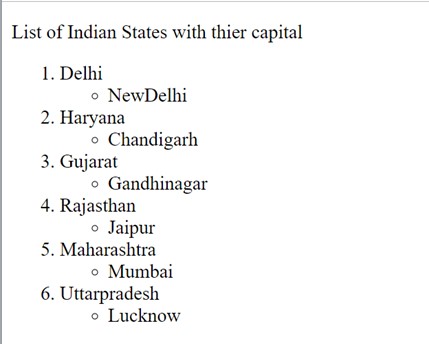 List of Indian States with thier capital
1. Delhi
○ NewDelhi
2. Haryana
○ Chandigarh
3. Gujarat
○ Gandhinagar
4. Rajasthan
○ Jaipur
5. Maharashtra
○ Mumbai
6. Uttarpradesh
○ Lucknow